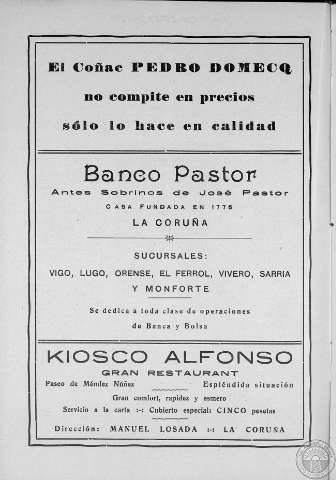 El Coñac PEDRO DOMECQ
no compite en precios
sólo lo hace en calidad
Banco Pastor
Antes Sobrinos de José Pastor
CASA FUNDADA EN 1776
LA CORUÑA
SUCURSALES:
VIGO, LUGO, ORENSE, EL FERROL, VIVERO, SARRIA
Y MONFORTE
Se dedica a toda clase de operaciones
de Banca y Bolsa
KIOSCO ALFONSO
GRAN RESTAURANT
Paseo de Méndez Núñez Espléndida situación
Gran comfort, rapidez y esmero
Servicio a la carta :-: Cubierto especial: CINCO pesetas
Dirección: MANUEL LOSADA :-: LA CORUÑA